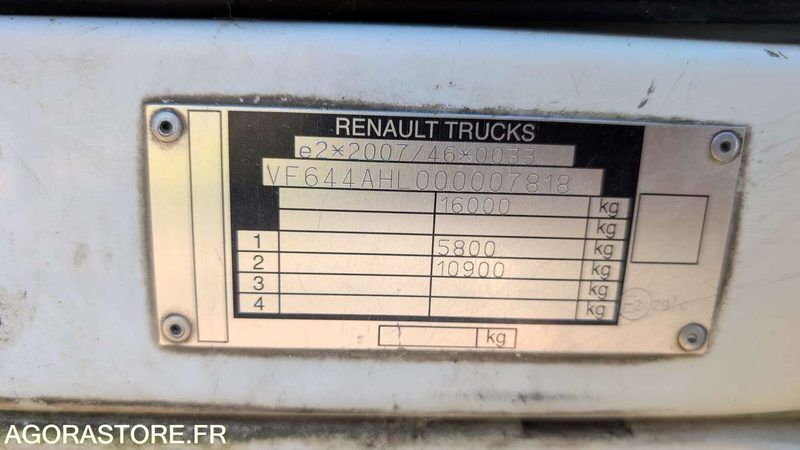 RENAULT TRUCKS
e2*2007/46*0033
VF644AHL000007818
16000 kg
kg
1 5800 kg
2 10900 kg
3 kg
4 kg
E2
kg
AGORASTORE.FR